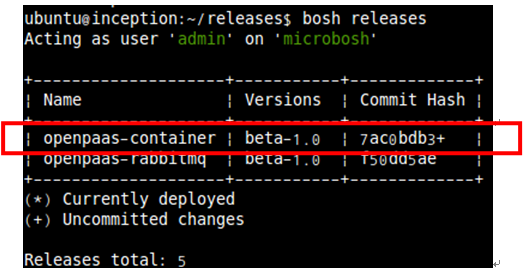 ubuntu@inception:~/releases$ bosh releases
Acting as user 'admin' on 'microbosh'
+--------------------+-----------+-------------+
| Name | Versions | Commit Hash |
+--------------------+-----------+-------------+
| openpaas-container | beta-1.0 | 7ac0bdb3+ |
| openpaas-rabbitmq | beta-1.0 | f50dd5ae |
+--------------------+-----------+-------------+
(*) Currently deployed
(+) Uncommitted changes
Releases total: 5